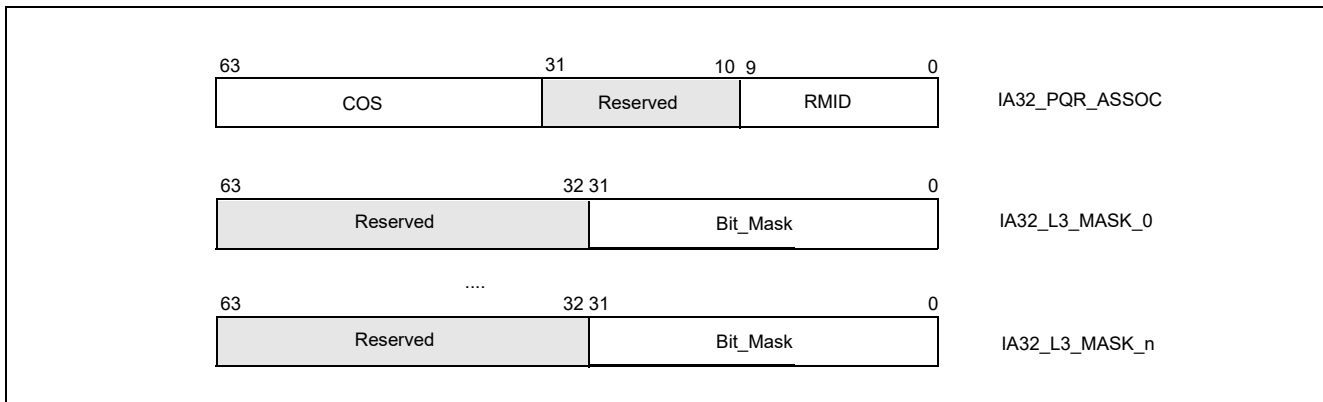 63 31 10 9 0
COS Reserved RMID IA32_PQR_ASSOC
63 32 31 0
Reserved Bit_Mask IA32_L3_MASK_0
....
63 32 31 0
Reserved Bit_Mask IA32_L3_MASK_n